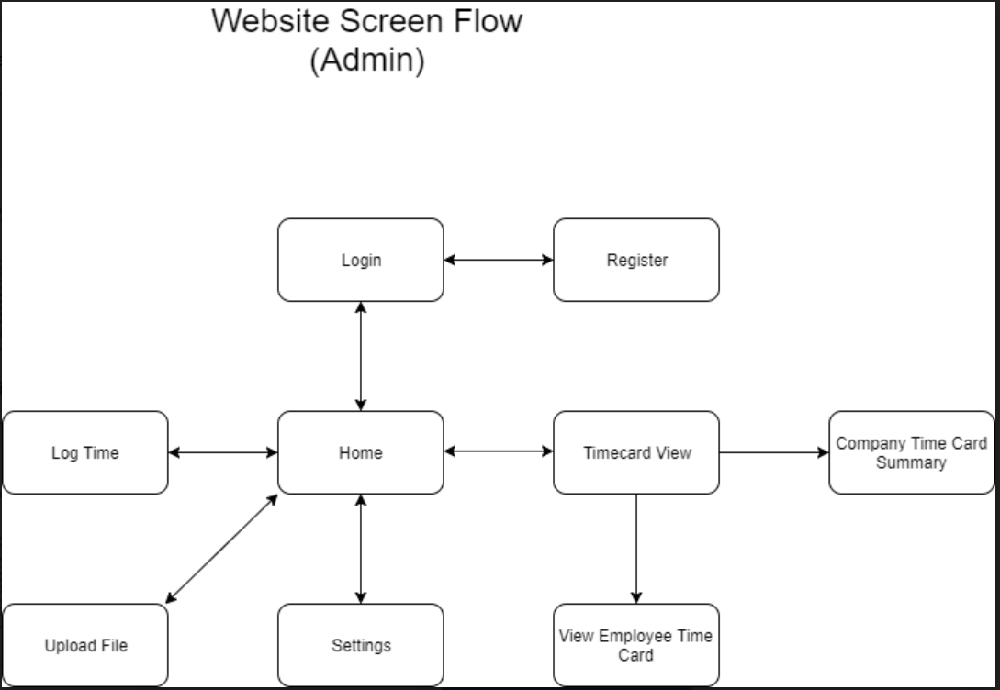 Website Screen Flow
(Admin)
Login
Register
Log Time
Home
Timecard View
Company Time Card
Summary
Upload File
Settings
View Employee Time
Card